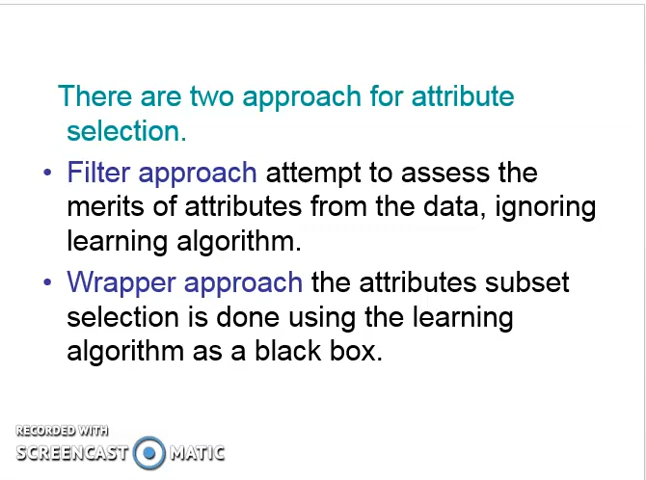 There are two approach for attribute
selection.
• Filter approach attempt to assess the
merits of attributes from the data, ignoring
learning algorithm.
• Wrapper approach the attributes subset
selection is done using the learning
algorithm as a black box.
RECORDED WITH
SCREENCAST MATIC